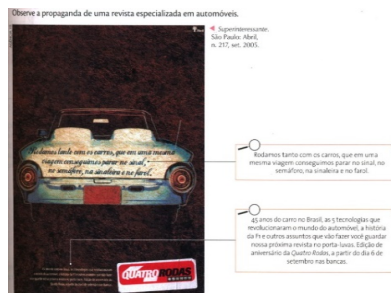 Observe a propaganda de uma revista especializada em automóveis.
Superinteressante.
São Paulo: Abril,
n. 217, set. 2005.
Rodamos tanto com os carros, que em uma mesma
viagem conseguimos parar no sinal,
no semáforo, na sinaleira e no farol.
Rodamos tanto com os carros, que em uma
mesma viagem conseguimos parar no sinal, no
semáforo, na sinaleira e no farol.
45 anos do carro no Brasil, as 5 tecnologias que
revolucionaram o mundo do automóvel, a história
da F1 e outros assuntos que vão fazer você guardar
nossa próxima revista no porta-luvas. Edição de
aniversário da Quatro Rodas, a partir do dia 6 de
setembro nas bancas.
QUATRO RODAS